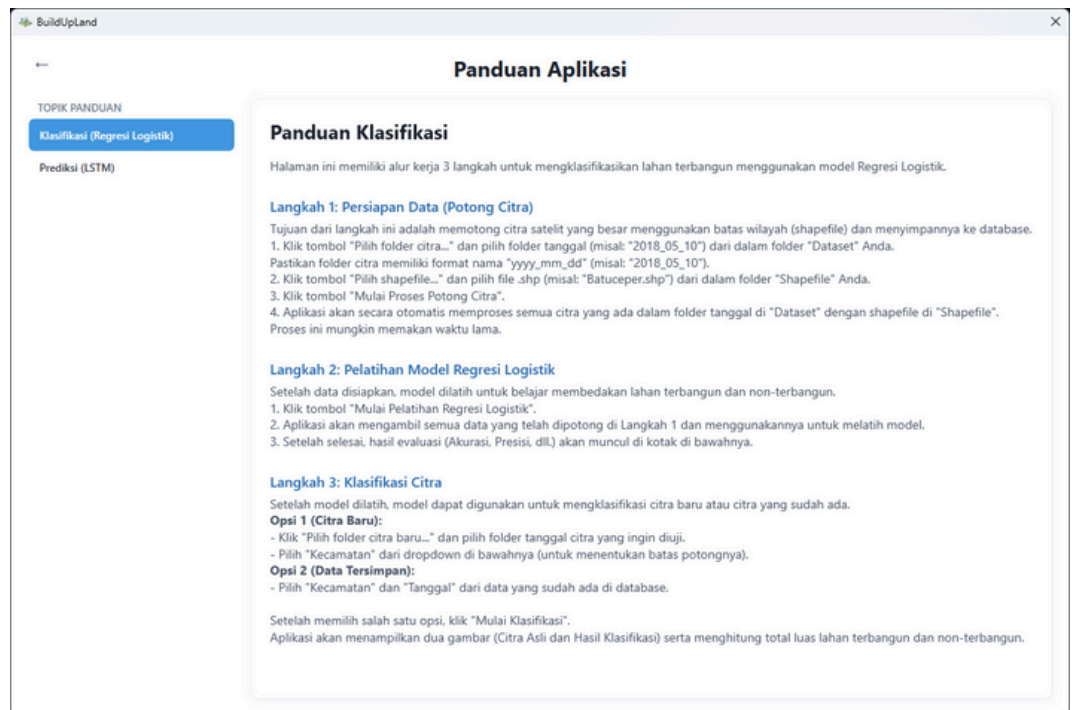 BuildUpLand
Panduan Aplikasi
TOPIK PANDUAN
Klasifikasi (Regresi Logistik)
Prediksi (LSTM)
Panduan Klasifikasi
Halaman ini memiliki alur kerja 3 langkah untuk mengklasifikasikan lahan terbangun menggunakan model Regresi Logistik.
Langkah 1: Persiapan Data (Potong Citra)
Tujuan dari langkah ini adalah memotong citra satelit yang besar menggunakan batas wilayah (shapefile) dan menyimpannya ke database.
1. Klik tombol "Pilih folder citra..." dan pilih folder tanggal (misal: "2018_05_10") dari dalam folder "Dataset" Anda.
Pastikan folder citra memiliki format nama "yyyy_mm_dd" (misal: "2018_05_10").
2. Klik tombol "Pilih shapefile..." dan pilih file .shp (misal: "Batuceper.shp") dari dalam folder "Shapefile" Anda.
3. Klik tombol "Mulai Proses Potong Citra".
4. Aplikasi akan secara otomatis memproses semua citra yang ada dalam folder tanggal di "Dataset" dengan shapefile di "Shapefile".
Proses ini mungkin memakan waktu lama.
Langkah 2: Pelatihan Model Regresi Logistik
Setelah data disiapkan, model dilatih untuk belajar membedakan lahan terbangun dan non-terbangun.
1. Klik tombol "Mulai Pelatihan Regresi Logistik".
2. Aplikasi akan mengambil semua data yang telah dipotong di Langkah 1 dan menggunakannya untuk melatih model.
3. Setelah selesai, hasil evaluasi (Akurasi, Presisi, dll.) akan muncul di kotak di bawahnya.
Langkah 3: Klasifikasi Citra
Setelah model dilatih, model dapat digunakan untuk mengklasifikasi citra baru atau citra yang sudah ada.
Opsi 1 (Citra Baru):
- Klik "Pilih folder citra baru..." dan pilih folder tanggal citra yang ingin diuji.
- Pilih "Kecamatan" dari dropdown di bawahnya (untuk menentukan batas potongnya).
Opsi 2 (Data Tersimpan):
- Pilih "Kecamatan" dan "Tanggal" dari data yang sudah ada di database.
Setelah memilih salah satu opsi, klik "Mulai Klasifikasi".
Aplikasi akan menampilkan dua gambar (Citra Asli dan Hasil Klasifikasi) serta menghitung total luas lahan terbangun dan non-terbangun.